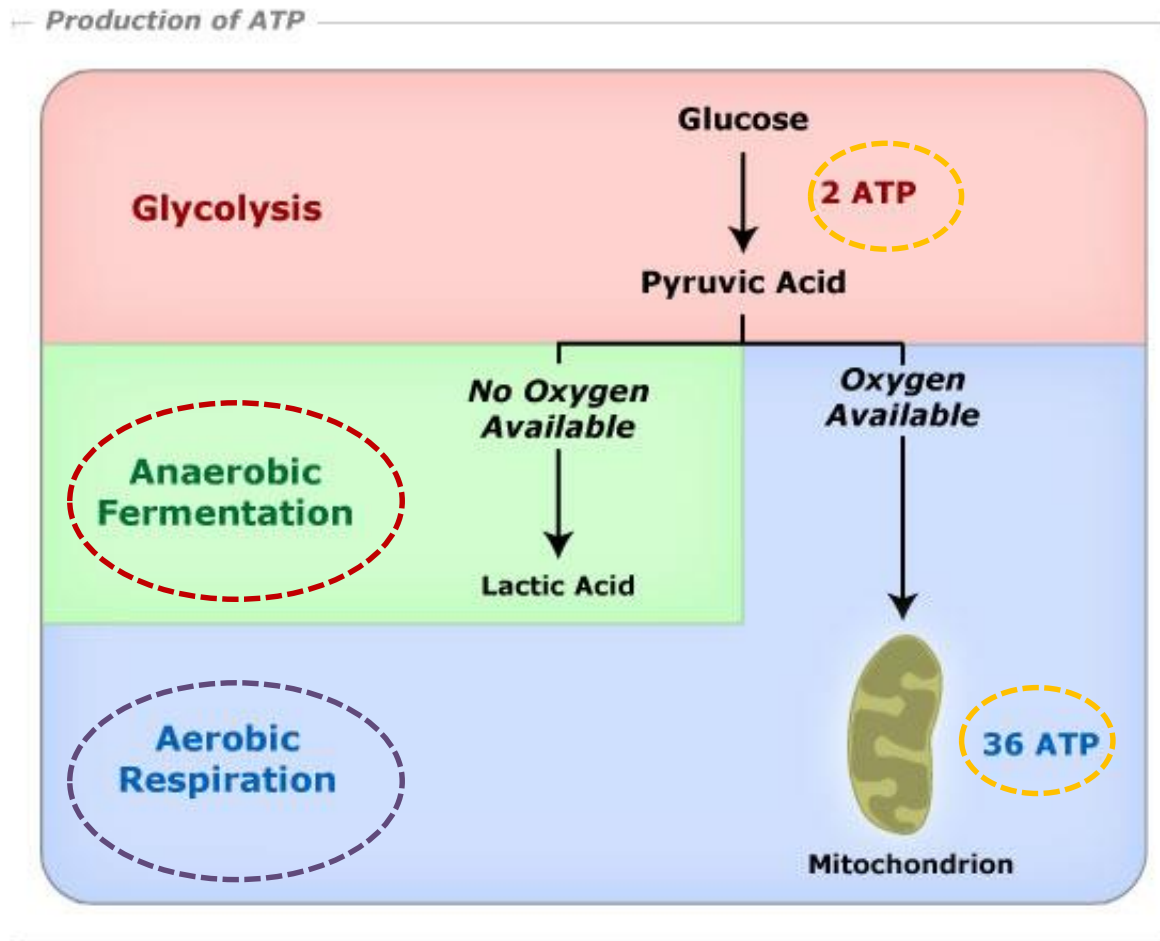 Production of ATP
Glucose
2 ATP
Glycolysis
Pyruvic Acid
No Oxygen
Available
Oxygen
Available
Anaerobic
Fermentation
Lactic Acid
Aerobic
Respiration
36 ATP
Mitochondrion